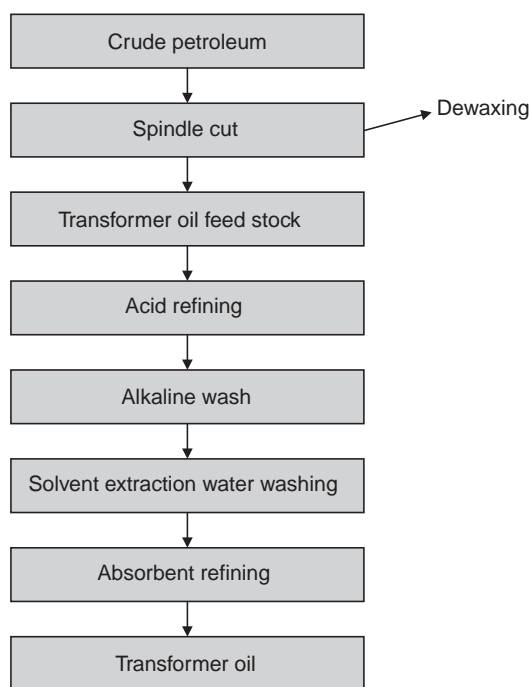 Crude petroleum
Spindle cut
Dewaxing
Transformer oil feed stock
Acid refining
Alkaline wash
Solvent extraction water washing
Absorbent refining
Transformer oil